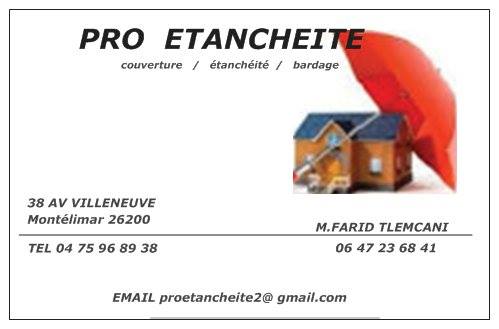 PRO ETANCHEITE
couverture / étanchéité / bardage
38 AV VILLENEUVE
Montélimar 26200
M.FARID TLEMCANI
TEL 04 75 96 89 38
06 47 23 68 41
EMAIL proetancheite2@ gmail.com